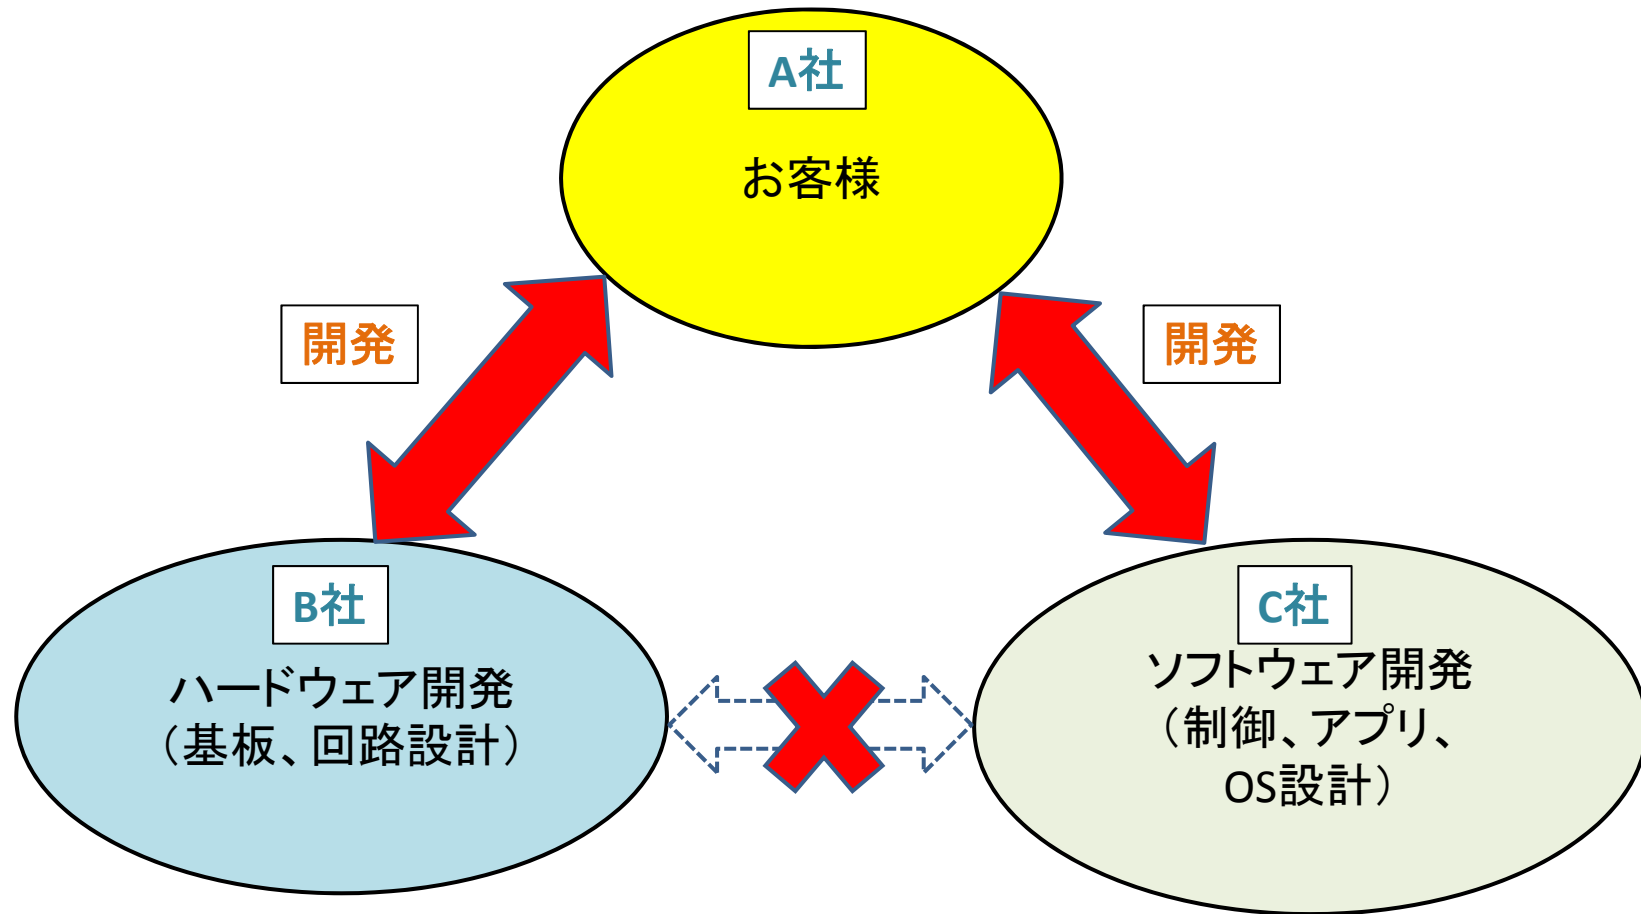 A社
お客様
開発
開発
B社
ハードウェア開発
（基板、回路設計）
C社
ソフトウェア開発
（制御、アプリ、
OS設計）